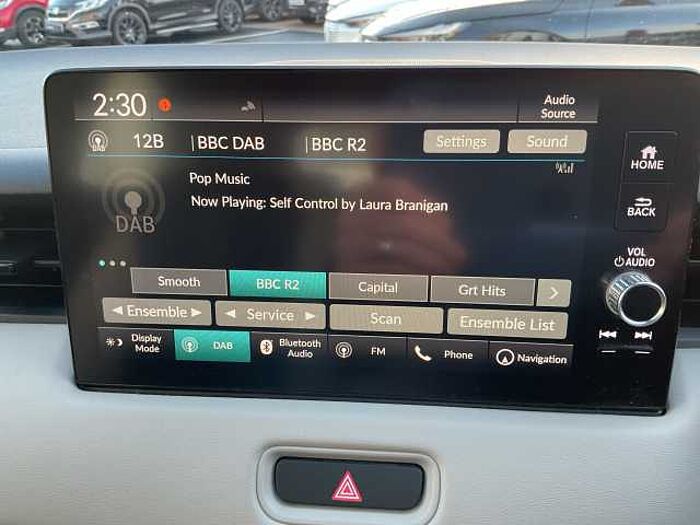 2:30 Audio Source
12B BBC DAB BBC R2 Settings Sound
DAB
Pop Music
Now Playing: Self Control by Laura Branigan
Smooth BBC R2 Capital Grt Hits
Ensemble Service Scan Ensemble List
Display Mode DAB Bluetooth Audio FM Phone Navigation
HOME
BACK
VOL
AUDIO